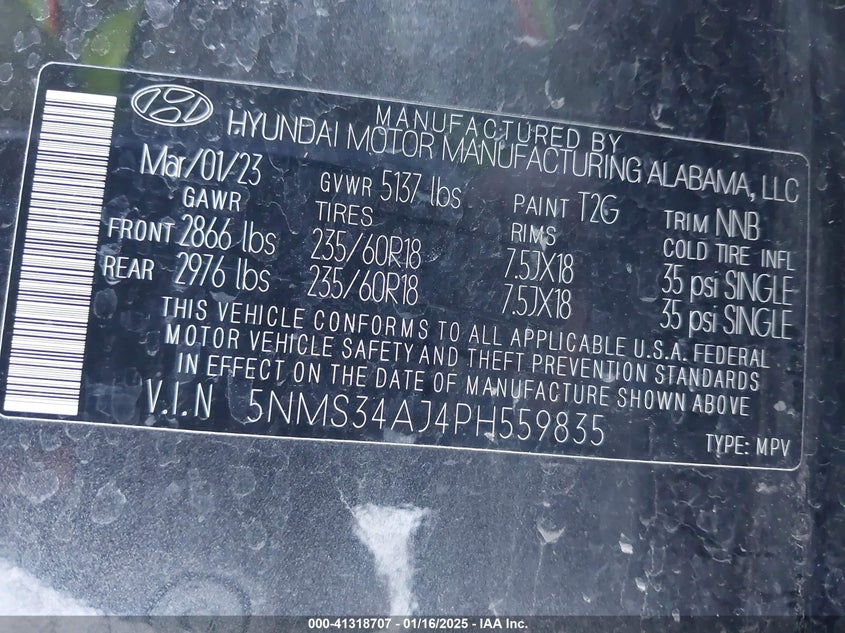 MANUFACTURED BY
HYUNDAI MOTOR MANUFACTURING ALABAMA, LLC
Mar/01/23 GVWR 5137 lbs PAINT T2G TRIM NNB
GAWR TIRES RIMS COLD TIRE INFL
FRONT 2866 lbs 235/60R18 7.5JX18 35 psi SINGLE
REAR 2976 lbs 235/60R18 7.5JX18 35 psi SINGLE
THIS VEHICLE CONFORMS TO ALL APPLICABLE U.S.A. FEDERAL
MOTOR VEHICLE SAFETY AND THEFT PREVENTION STANDARDS
IN EFFECT ON THE DATE OF MANUFACTURE SHOWN ABOVE
V.I.N 5NMS34AJ4PH559835
TYPE: MPV
000-41318707 - 01/16/2025 - IAA Inc.